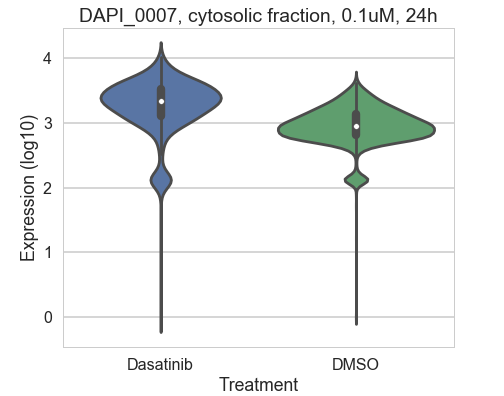 DAPI_0007, cytosolic fraction, 0.1uM, 24h
Expression (log10)
4
3
2
1
0
Dasatinib DMSO
Treatment